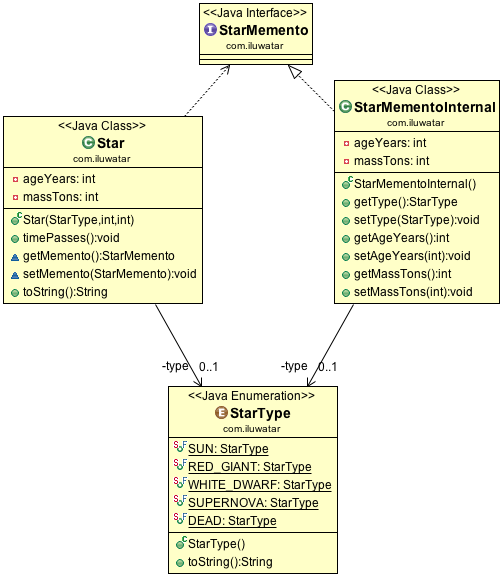 <<Java Interface>>
StarMemento
com.iluwatar
<<Java Class>>
Star
com.iluwatar
ageYears: int
massTons: int
Star(StarType,int,int)
timePasses():void
getMemento():StarMemento
setMemento(StarMemento):void
toString():String
<<Java Class>>
StarMementoInternal
com.iluwatar
ageYears: int
massTons: int
StarMementoInternal()
getType():StarType
setType(StarType):void
getAgeYears():int
setAgeYears(int):void
getMassTons():int
setMassTons(int):void
-type 0..1
-type 0..1
<<Java Enumeration>>
StarType
com.iluwatar
SUN: StarType
RED_GIANT: StarType
WHITE_DWARF: StarType
SUPERNOVA: StarType
DEAD: StarType
StarType()
toString():String